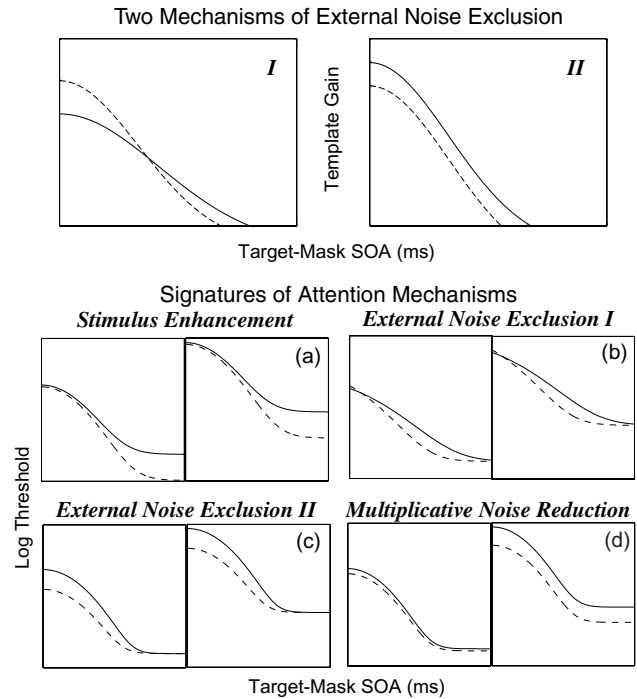 Two Mechanisms of External Noise Exclusion
I
II
Template Gain
Target-Mask SOA (ms)
Signatures of Attention Mechanisms
Stimulus Enhancement
External Noise Exclusion I
(a)
(b)
Log Threshold
External Noise Exclusion II
Multiplicative Noise Reduction
(c)
(d)
Target-Mask SOA (ms)